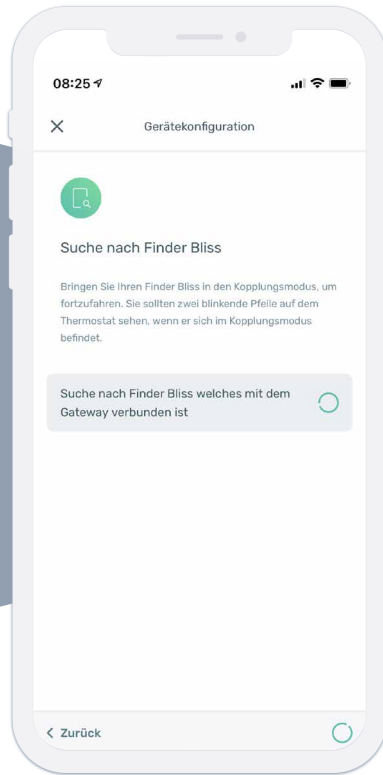 08:25
Gerätekonfiguration
Suche nach Finder Bliss
Bringen Sie Ihren Finder Bliss in den Kopplungsmodus, um
fortzufahren. Sie sollten zwei blinkende Pfeile auf dem
Thermostat sehen, wenn er sich im Kopplungsmodus
befindet.
Suche nach Finder Bliss welches mit dem
Gateway verbunden ist
Zurück